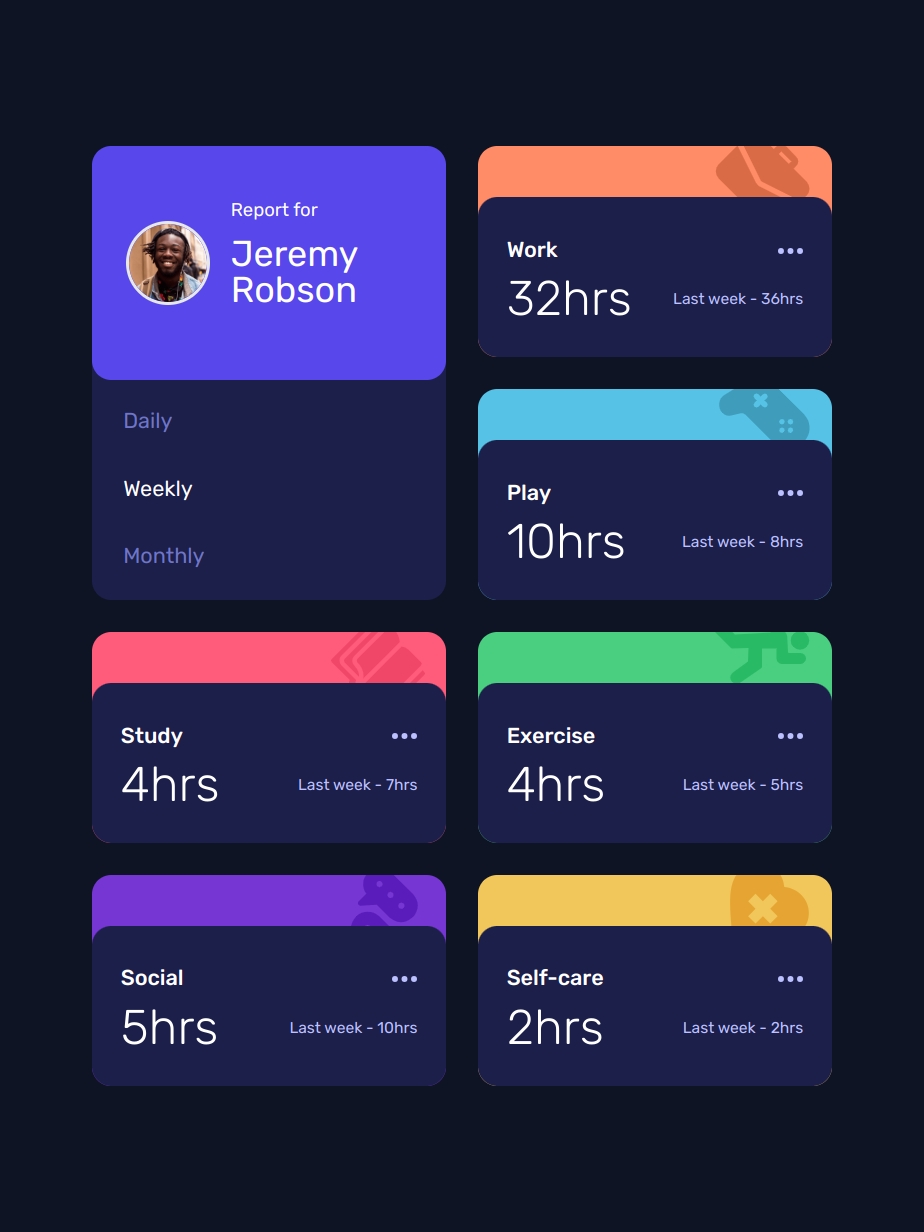 Report for
Jeremy
Robson
Daily
Weekly
Monthly
Work
32hrs
Last week - 36hrs
Play
10hrs
Last week - 8hrs
Study
4hrs
Last week - 7hrs
Exercise
4hrs
Last week - 5hrs
Social
5hrs
Last week - 10hrs
Self-care
2hrs
Last week - 2hrs